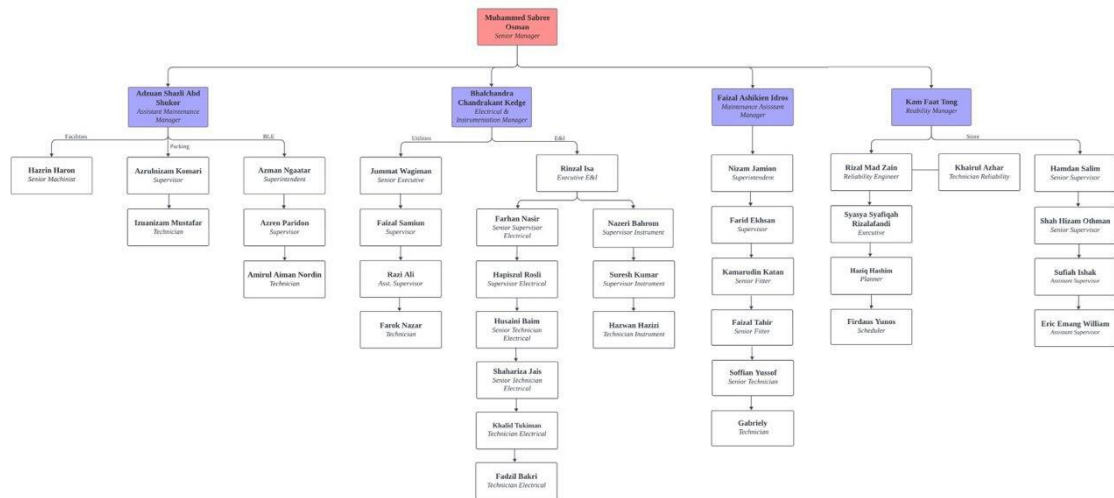 Muhammed Sabree
Osman
Senior Manager
Adzuan Shazli Abd
Shukor
Assistant Maintenance
Manager
Bhalchandra
Chandrakant Kedge
Electrical &
Instrumentation Manager
Faizal Ashikien Idros
Maintenance Assistant
Manager
Kam Faat Tong
Reability Manager
Facilities
Packing
BLE
Utilities
E&I
Store
Hazrin Haron
Senior Machinist
Azrulnizam Komari
Supervisor
Azman Ngaatar
Superintendent
Jummat Wagiman
Senior Executive
Rinzal Isa
Executive E&I
Nizam Jamion
Superintendent
Rizal Mad Zain
Reliability Engineer
Khairul Azhar
Technician Reliability
Hamdan Salim
Senior Supervisor
Izuanizam Mustafar
Technician
Azren Paridon
Supervisor
Faizal Samiun
Supervisor
Farhan Nasir
Senior Supervisor
Electrical
Nazeri Bahrom
Supervisor Instrument
Farid Ekhsan
Supervisor
Syasya Syafiqah
Rizalafandi
Executive
Shah Hizam Othman
Senior Supervisor
Amirul Aiman Nordin
Technician
Razi Ali
Asst. Supervisor
Hapiszul Rosli
Supervisor Electrical
Suresh Kumar
Supervisor Instrument
Kamarudin Katan
Senior Fitter
Haziq Hashim
Planner
Sufiah Ishak
Assistant Supervisor
Farok Nazar
Technician
Husaini Baim
Senior Technician
Electrical
Hazwan Hazizi
Technician Instrument
Faizal Tahir
Senior Fitter
Firdaus Yunos
Scheduler
Eric Emang William
Assistant Supervisor
Shahariza Jais
Senior Technician
Electrical
Soffian Yussof
Senior Technician
Khalid Tukiman
Technician Electrical
Gabriely
Technician
Fadzil Bakri
Technician Electrical